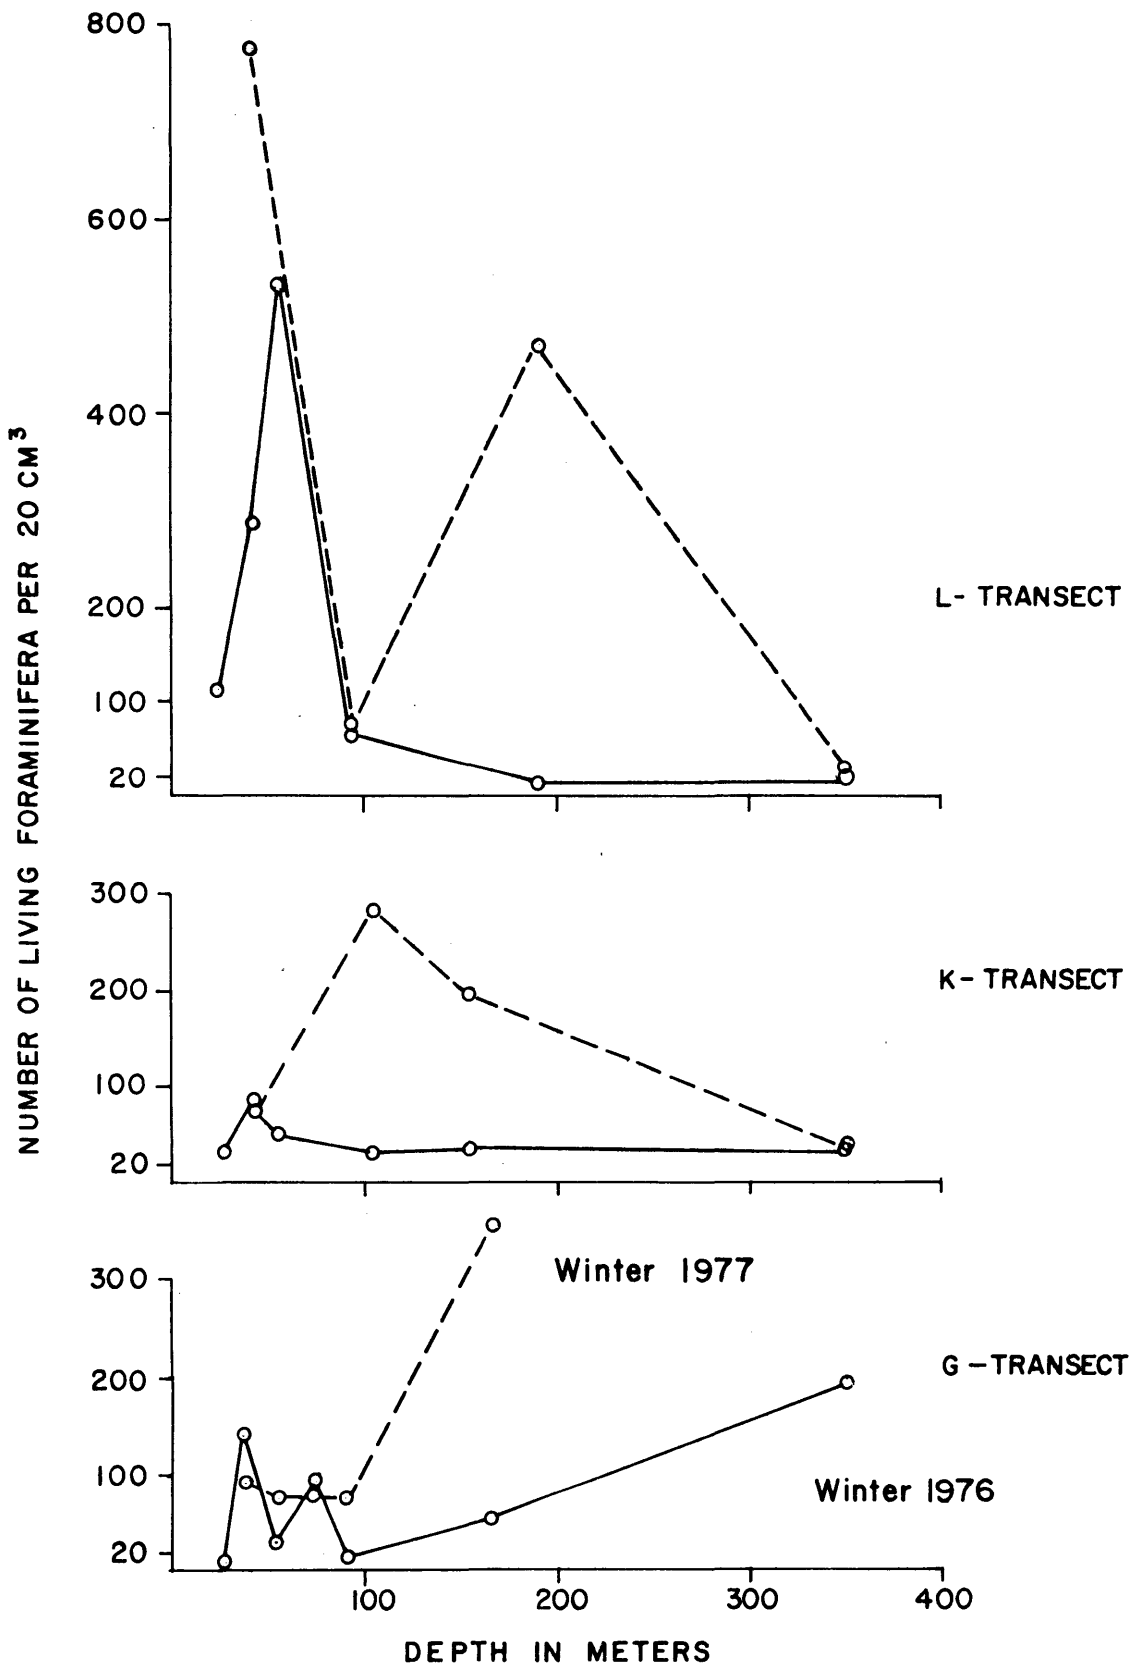 NUMBER OF LIVING FORAMINIFERA PER 20 CM³
800
600
400
200
100
20
L- TRANSECT
300
200
100
20
K- TRANSECT
300
200
100
20
Winter 1977
G -TRANSECT
Winter 1976
100 200 300 400
DEPTH IN METERS